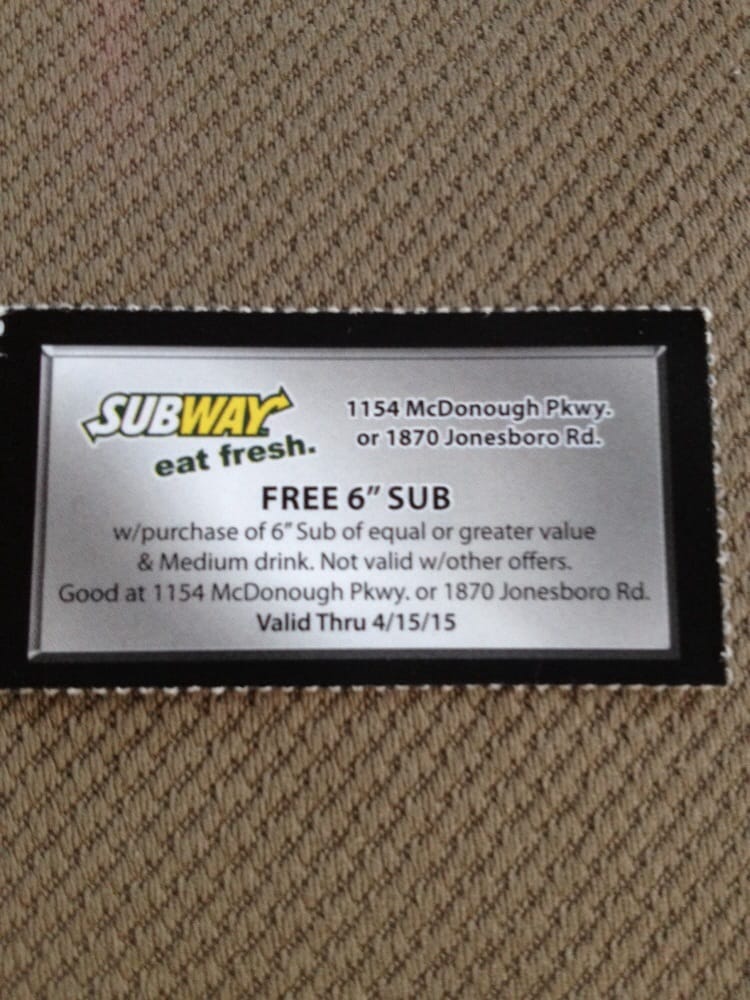 SUBWAY
eat fresh.
1154 McDonough Pkwy.
or 1870 Jonesboro Rd.
FREE 6” SUB
w/purchase of 6” Sub of equal or greater value
& Medium drink. Not valid w/other offers.
Good at 1154 McDonough Pkwy. or 1870 Jonesboro Rd.
Valid Thru 4/15/15